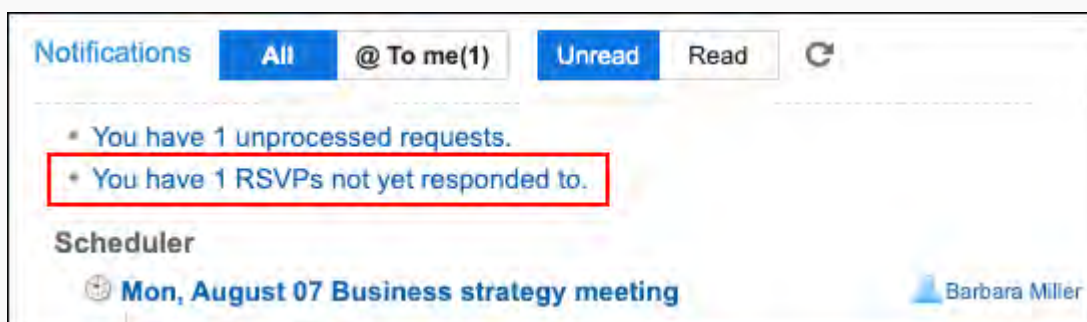 Notifications All @ To me(1) Unread Read
You have 1 unprocessed requests.
You have 1 RSVPs not yet responded to.
Scheduler
Mon, August 07 Business strategy meeting Barbara Miller